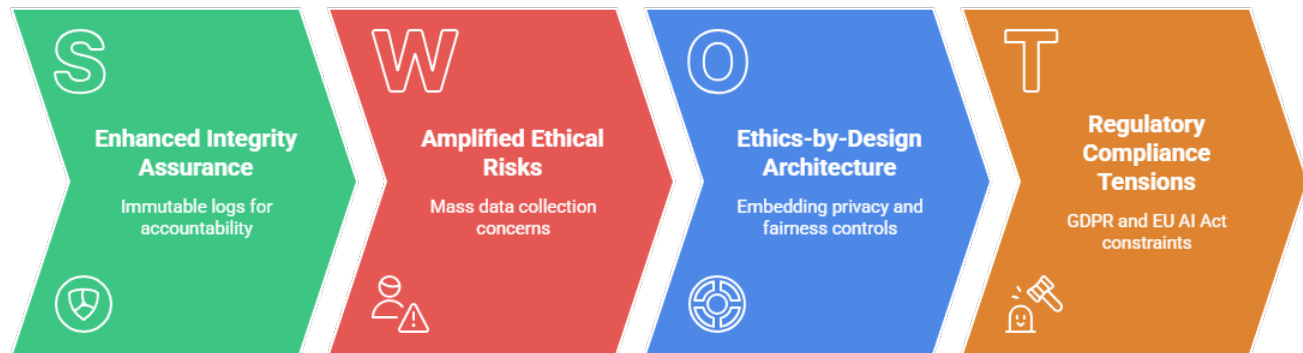 S
Enhanced Integrity
Assurance
Immutable logs for
accountability
W
Amplified Ethical
Risks
Mass data collection
concerns
O
Ethics-by-Design
Architecture
Embedding privacy and
fairness controls
T
Regulatory
Compliance
Tensions
GDPR and EU AI Act
constraints